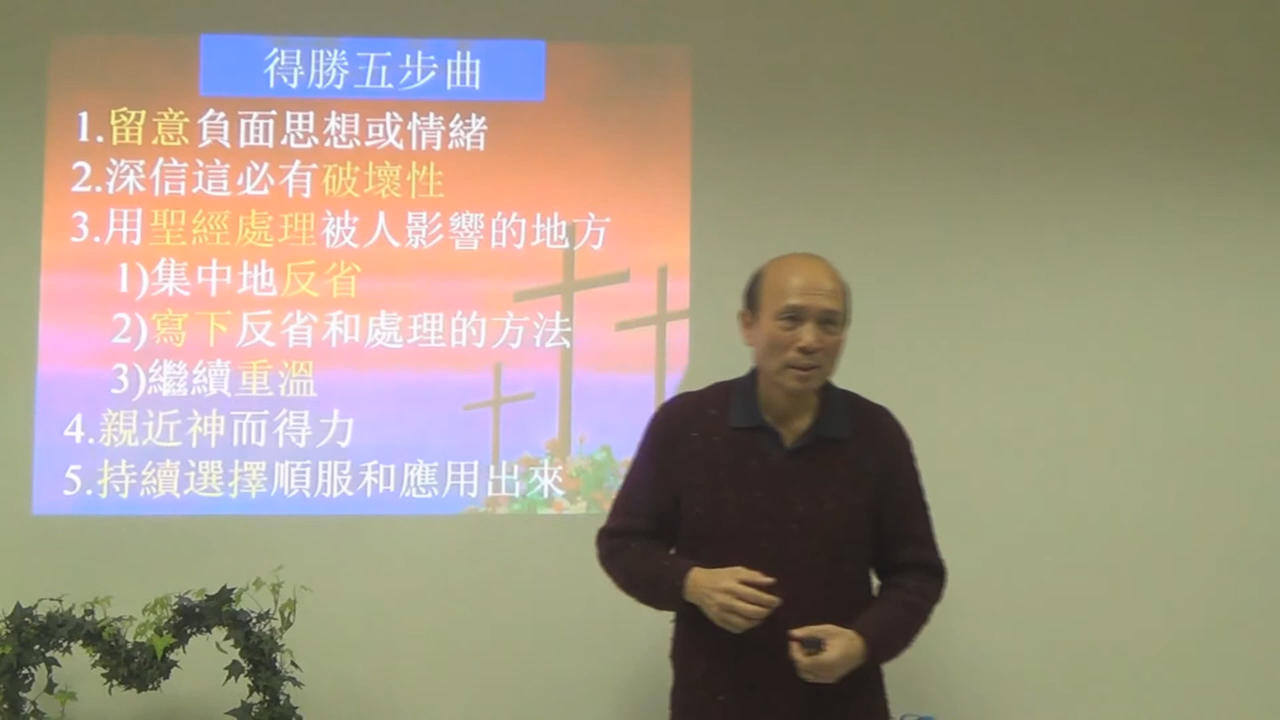 得勝五步曲
1.留意負面思想或情緒
2.深信這必有破壞性
3.用聖經處理被人影響的地方
1)集中地反省
2)寫下反省和處理的方法
3)繼續重溫
4.親近神而得力
5.持續選擇順服和應用出來